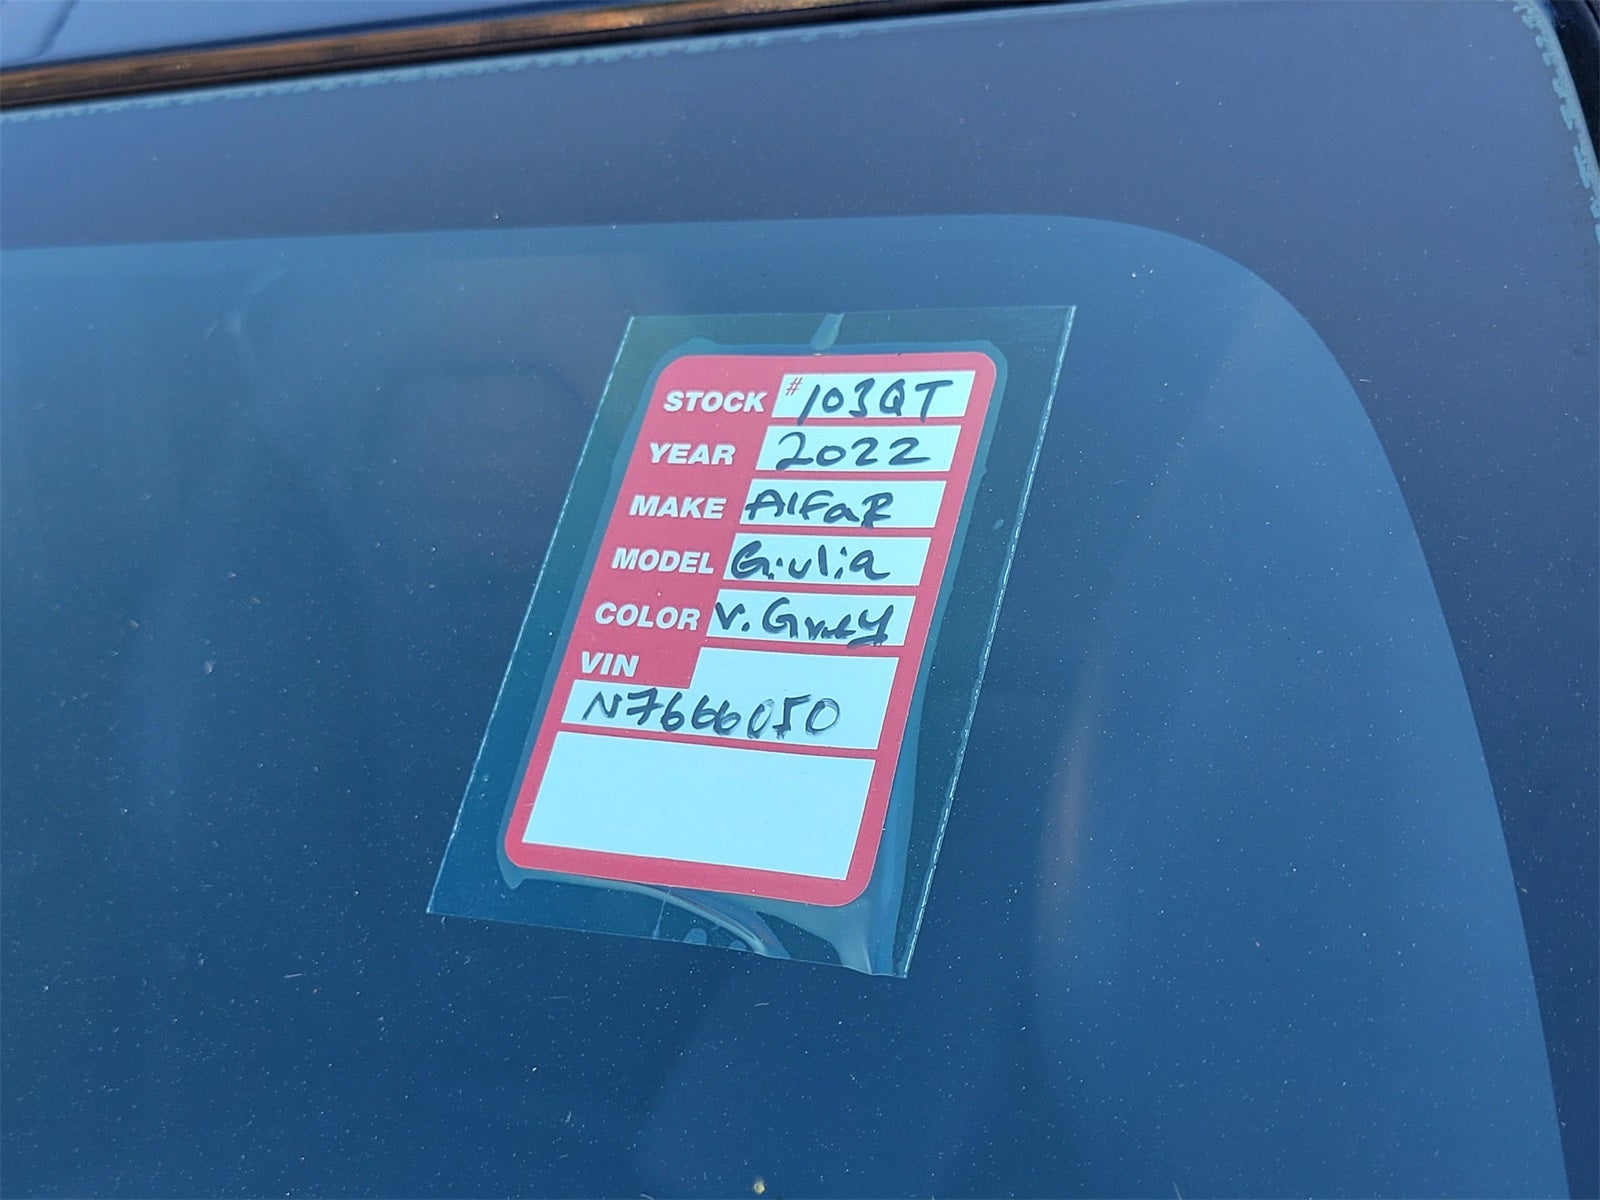 STOCK #103QT
YEAR 2022
MAKE AlFaR
MODEL Giulia
COLOR V. Grey
VIN
N7666050